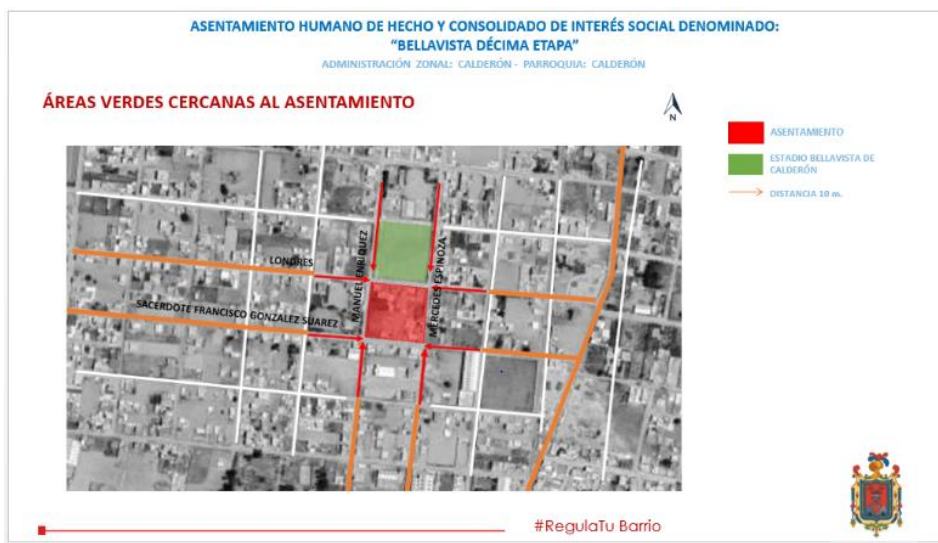 ASENTAMIENTO HUMANO DE HECHO Y CONSOLIDADO DE INTERÉS SOCIAL DENOMINADO:
“BELLAVISTA DÉCIMA ETAPA”
ADMINISTRACIÓN ZONAL: CALDERÓN - PARROQUIA: CALDERÓN
ÁREAS VERDES CERCANAS AL ASENTAMIENTO
N
ASENTAMIENTO
ESTADIO BELLAVISTA DE
CALDERÓN
DISTANCIA 10 m.
LONDRES
MANUEL ENRIQUEZ
MERCEDES ESPINOZA
SACERDOTE FRANCISCO GONZALEZ SUAREZ
#RegulaTu Barrio